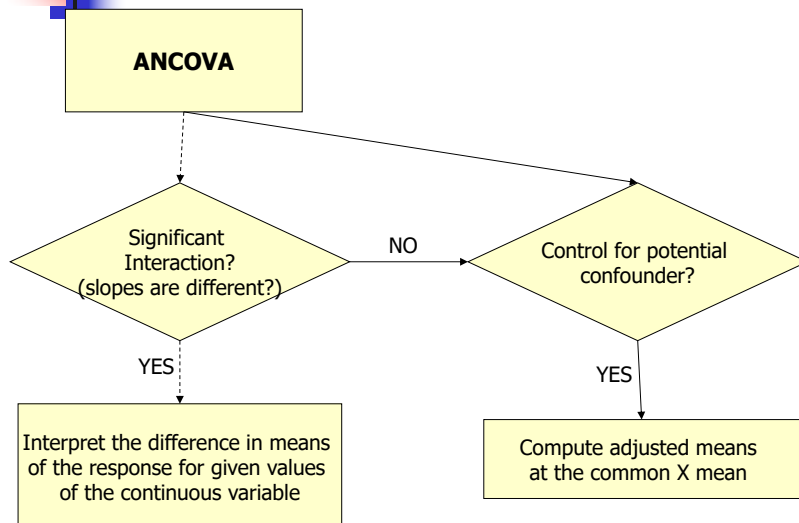 ANCOVA
Significant
Interaction?
(slopes are different?)
NO
Control for potential
confounder?
YES
YES
Interpret the difference in means
of the response for given values
of the continuous variable
Compute adjusted means
at the common X mean